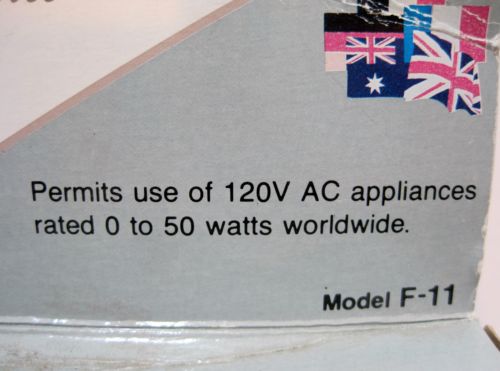 Permits use of 120V AC appliances
rated 0 to 50 watts worldwide.
Model F-11